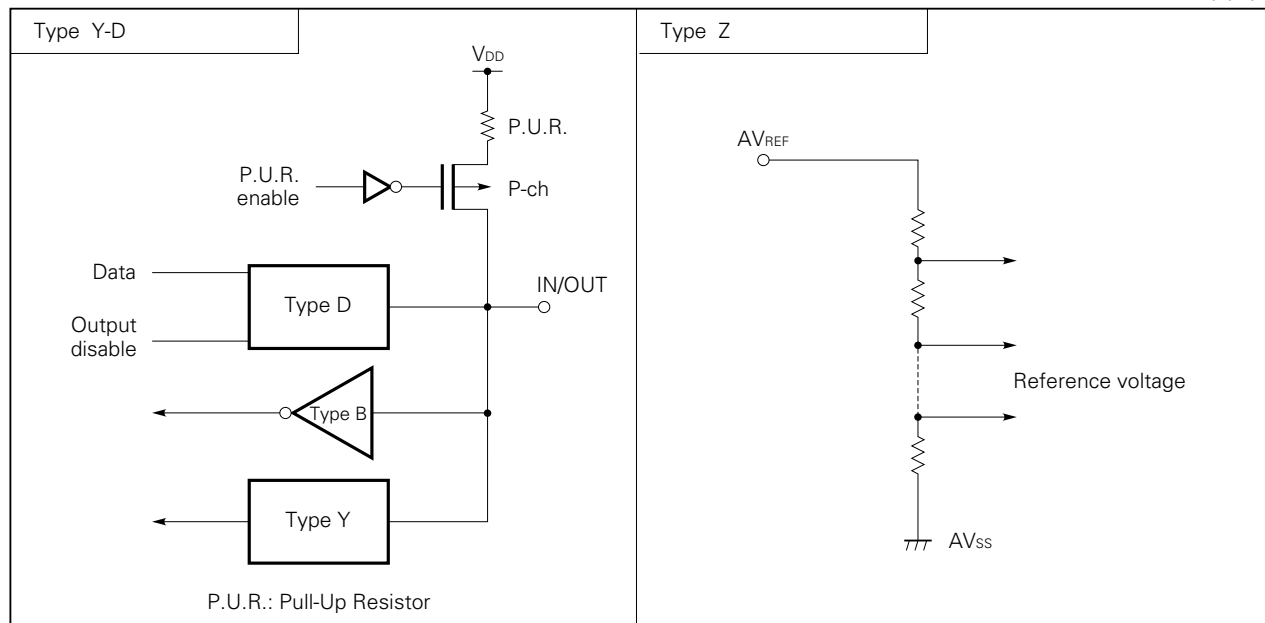 Type Y-D
VDD
P.U.R.
P.U.R.
enable
P-ch
Data
IN/OUT
Type D
Output
disable
Type B
Type Y
P.U.R.: Pull-Up Resistor
Type Z
AVREF
Reference voltage
AVSS